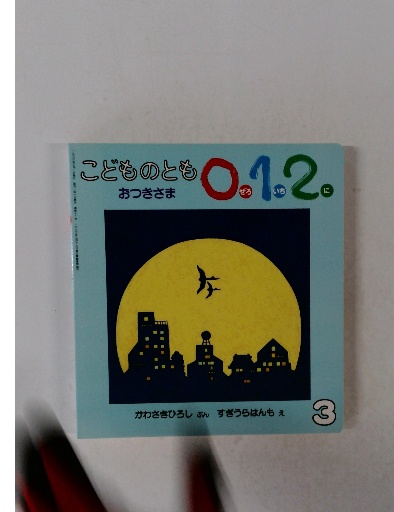 こどものとも 0.1.2.
ぜろ いち に
おつきさま
かわさきひろし ぶん すぎうらはんも え
3